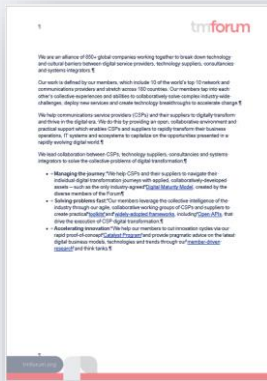 ¶
tmforum
We are an alliance of 850+ global companies working together to break down technology
and cultural barriers between digital service providers, technology suppliers, consultancies
and systems integrators ¶
Our work is defined by our members, which include 10 of the world's top 10 network and
communications providers and stretch across 180 countries. Our members tap each
other's collective experiences and abilities to collaboratively solve complex industry-wide
challenges, deploy new services and create technology breakthroughs to accelerate change ¶
We help communications service providers (CSPs) and their suppliers to digitally transform
and thrive in the digital era. We do this by providing an open, collaborative environment and
practical support which enables CSPs and suppliers to rapidly transform their business
operations, IT systems and ecosystems to capitalize on the opportunities presented in a
rapidly evolving digital world ¶
We lead collaboration between CSPs, technology suppliers, consultancies and systems
integrators to solve the collective problems of digital transformation ¶
• Managing the journey We help CSPs and their suppliers to navigate their
individual digital transformation journeys with applied, collaboratively-developed
assets – such as the only industry-agreed Digital Maturity Model, created by the
diverse members of the Forum ¶
• Solving problems fast We leverage the collective intelligence of the
industry through our agile, collaborative working groups of CSPs and suppliers to
create practical toolkits and widely-adopted frameworks, including Open APIs, that
drive the execution of CSP digital transformation ¶
• Accelerating innovation We help our members to cut innovation cycles via our
rapid proof-of-concept Catalyst Program and provide pragmatic advice on the latest
digital business models, technologies and trends through our member-driven
research and think tanks ¶
tmforum.org